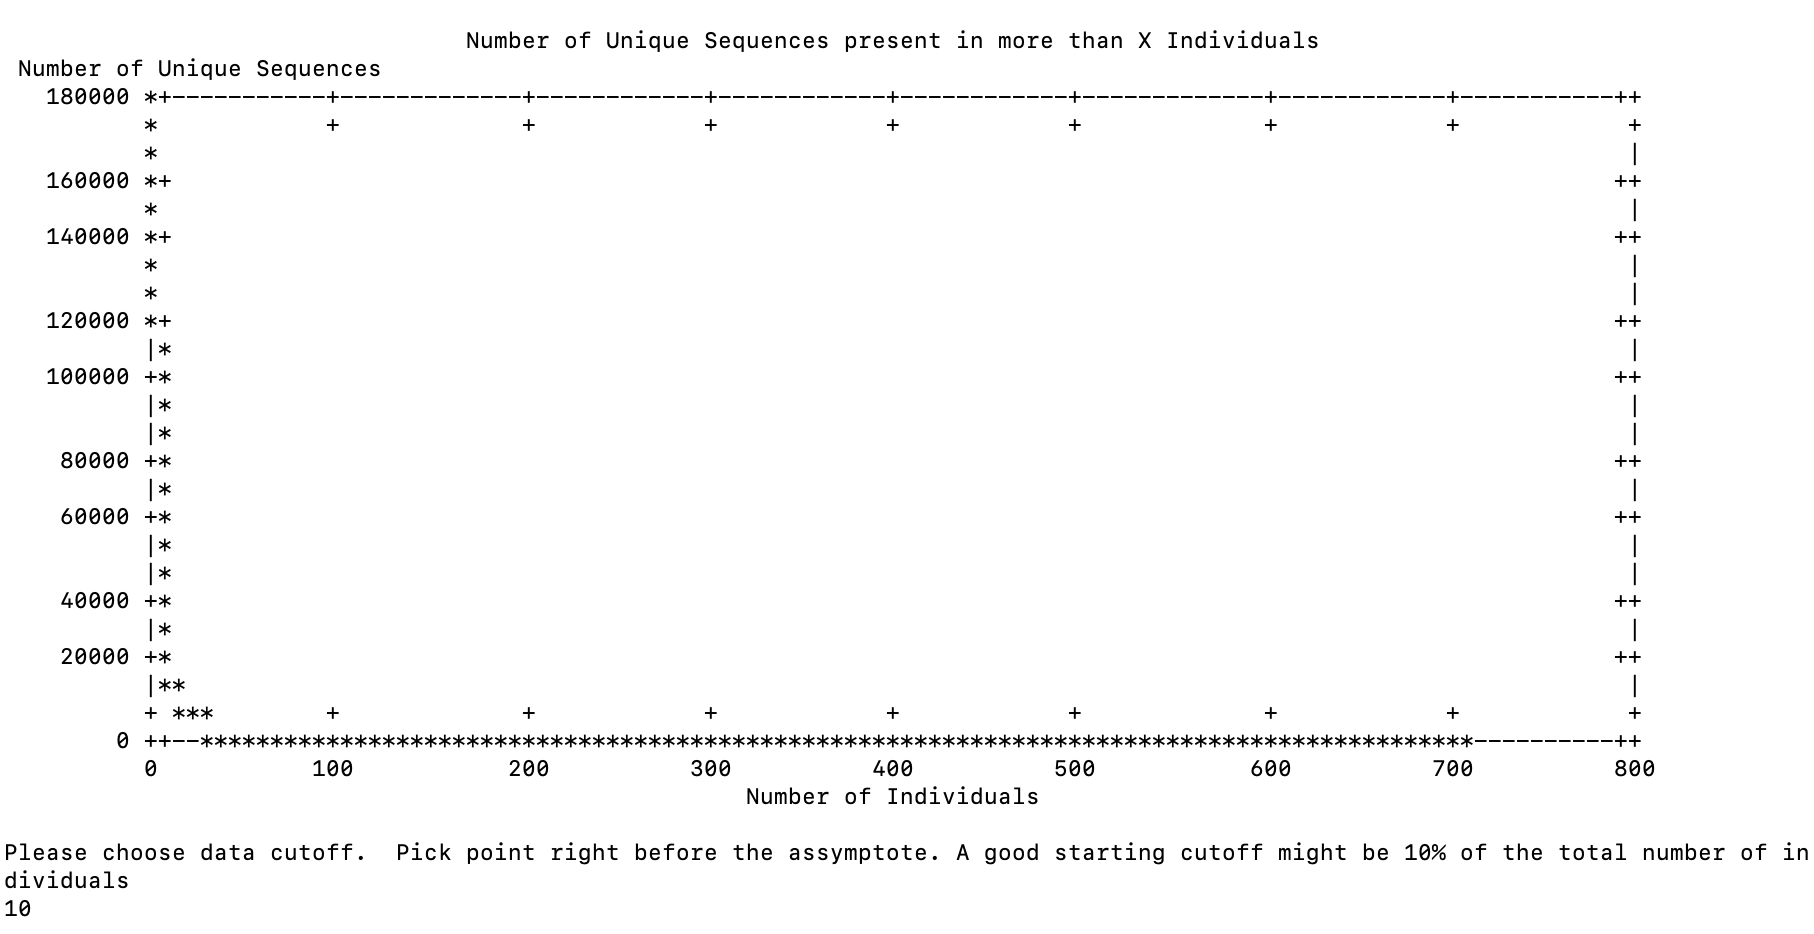 Number of Unique Sequences present in more than X Individuals
Number of Unique Sequences
180000 *+-----------+-------------+------------+------------+------------+-------------+------------+-----------++
* + + + + + + + +
* |
160000 *+ ++
* |
140000 *+ ++
* |
* |
120000 *+ ++
|* |
100000 +* ++
|* |
|* |
80000 +* ++
|* |
60000 +* ++
|* |
|* |
40000 +* ++
|* |
20000 +* ++
|** |
+ *** + + + + + + + +
0 ++--*******************************************************************************************----------++
0 100 200 300 400 500 600 700 800
Number of Individuals
Please choose data cutoff.  Pick point right before the assymptote. A good starting cutoff might be 10% of the total number of in
dividuals
10